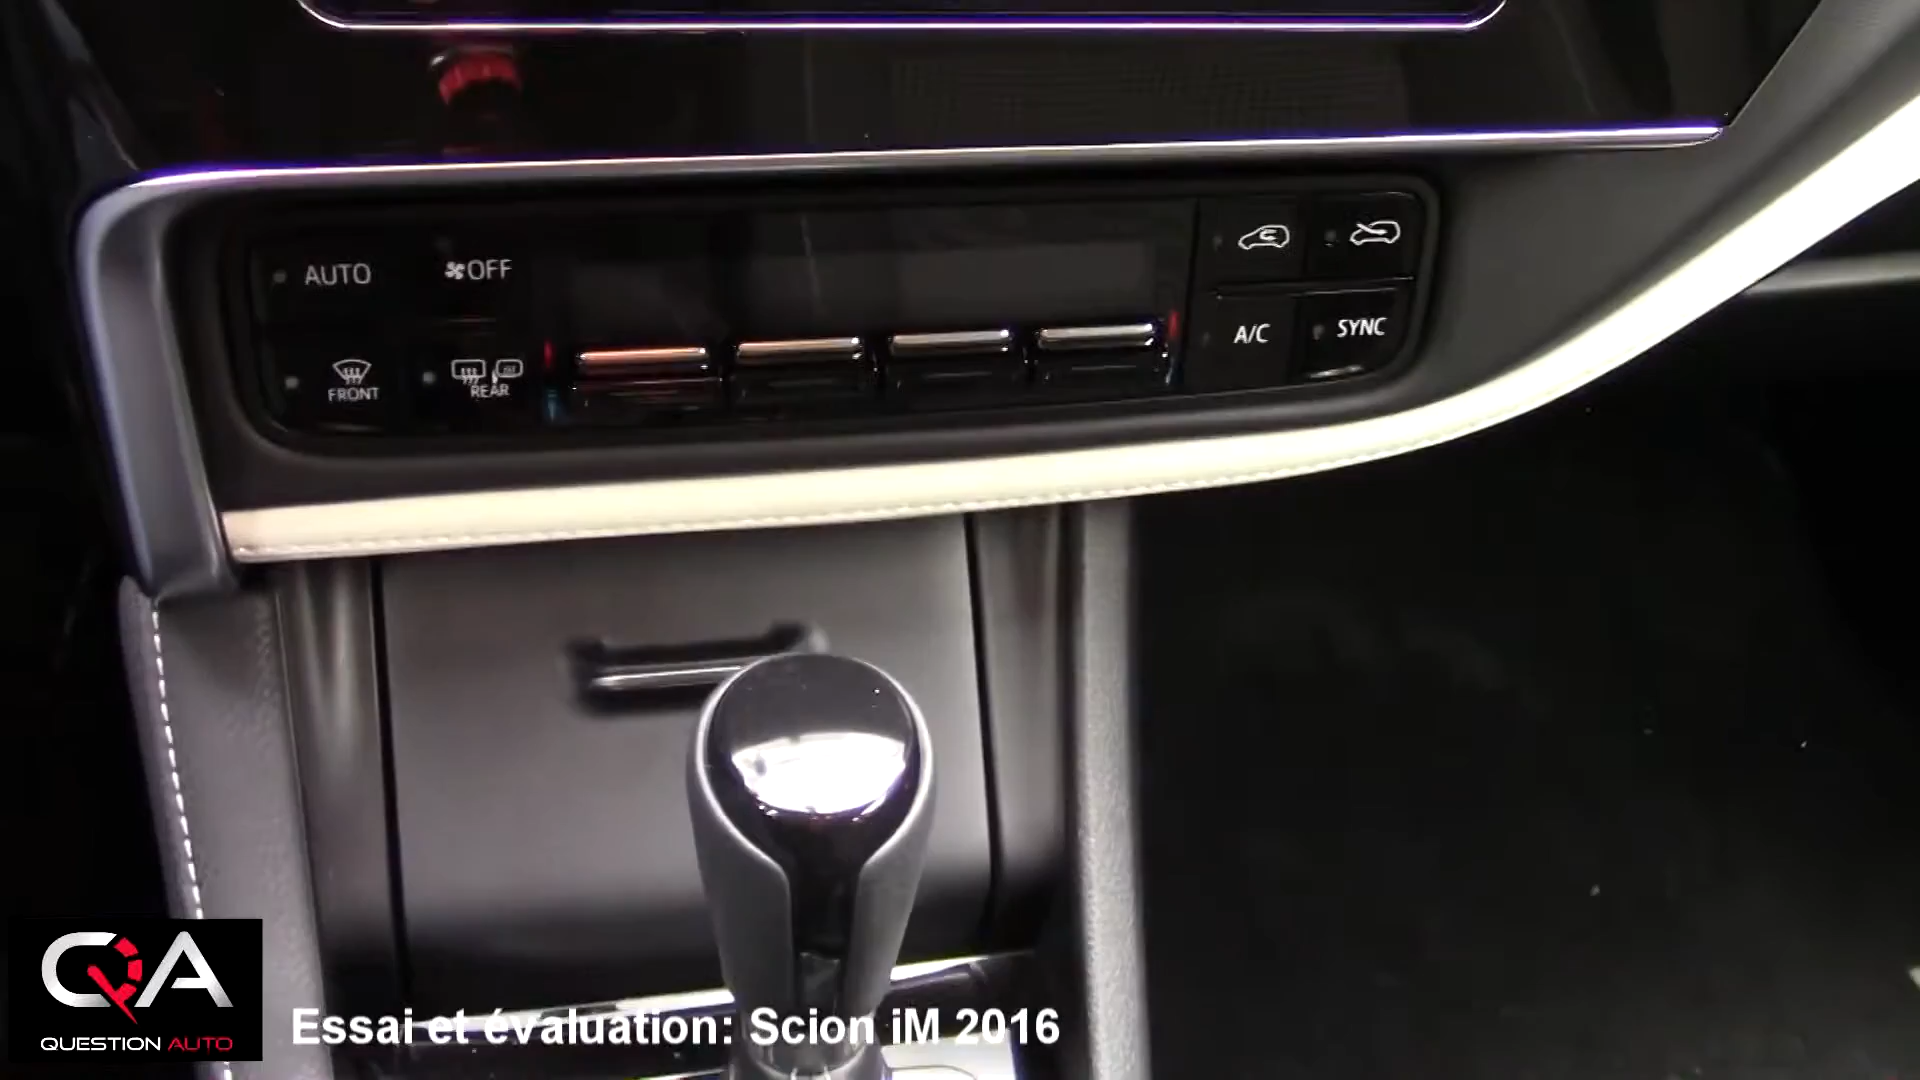 AUTO
OFF
FRONT
REAR
A/C
SYNC
QA
QUESTION AUTO
Essai et évaluation: Scion iM 2016